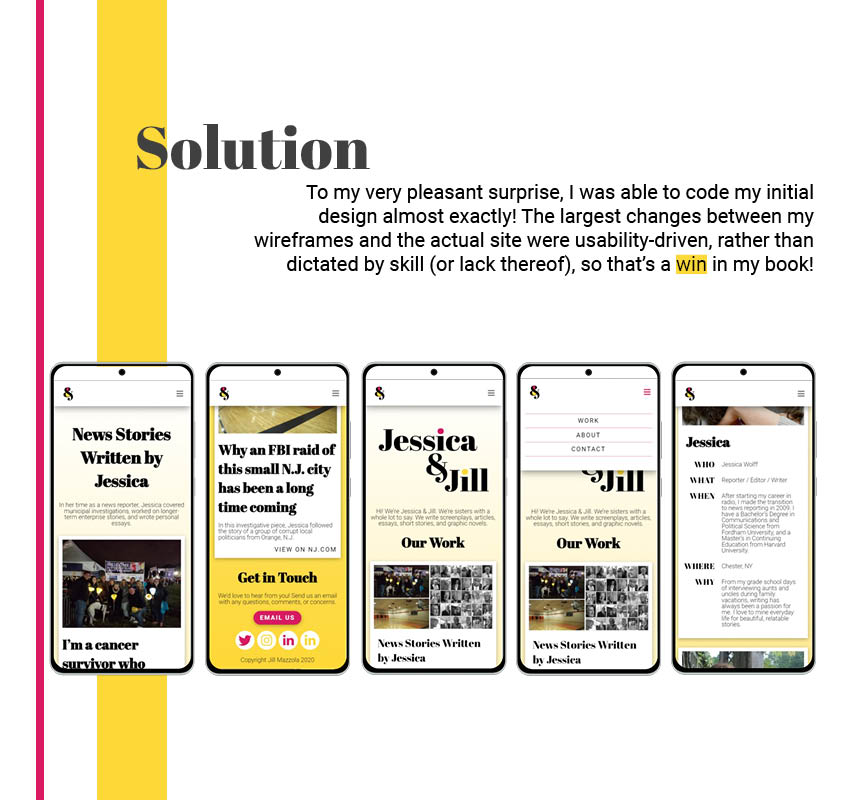 Solution
To my very pleasant surprise, I was able to code my initial
design almost exactly! The largest changes between my
wireframes and the actual site were usability-driven, rather than
dictated by skill (or lack thereof), so that's a win in my book!
&
News Stories
Written by
Jessica
In her time as a news reporter, Jessica covered
municipal investigations, worked on longer-
term enterprise stories, and wrote personal
essays.
I'm a cancer
survivor who
&
Why an FBI raid of
this small N.J. city
has been a long
time coming
In this investigative piece, Jessica followed
the story of a group of corrupt local
politicians from Orange, N.J.
VIEW ON NJ.COM
Get in Touch
We'd love to hear from you! Send us an email
with any questions, comments, or concerns.
EMAIL US
Copyright Jill Mazzola 2020
&
Jessica
&Jill
Hi! We're Jessica & Jill. We're sisters with a
whole lot to say. We write screenplays, articles,
essays, short stories, and graphic novels.
Our Work
News Stories Written
by Jessica
&
WORK
ABOUT
CONTACT
&Jill
Hi! We're Jessica & Jill. We're sisters with a
whole lot to say. We write screenplays, articles,
essays, short stories, and graphic novels.
Our Work
News Stories Written
by Jessica
&
Jessica
WHO Jessica Wolff
WHAT Reporter / Editor / Writer
WHEN After starting my career in
radio, I made the transition
to news reporting in 2009. I
have a Bachelor's Degree in
Communications and
Political Science from
Fordham University, and a
Master's in Continuing
Education from Harvard
University.
WHERE Chester, NY
WHY From my grade school days
of interviewing aunts and
uncles during family
vacations, writing has
always been a passion for
me. I love to mine everyday
life for beautiful, relatable
stories.